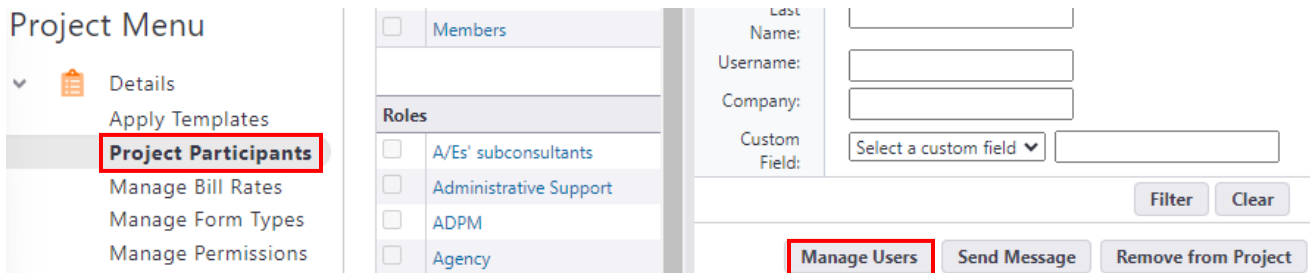 Project Menu
Details
Apply Templates
Project Participants
Manage Bill Rates
Manage Form Types
Manage Permissions
Members
Roles
A/Es' subconsultants
Administrative Support
ADPM
Agency
Last
Name:
Username:
Company:
Custom
Field:
Select a custom field
Filter
Clear
Manage Users
Send Message
Remove from Project